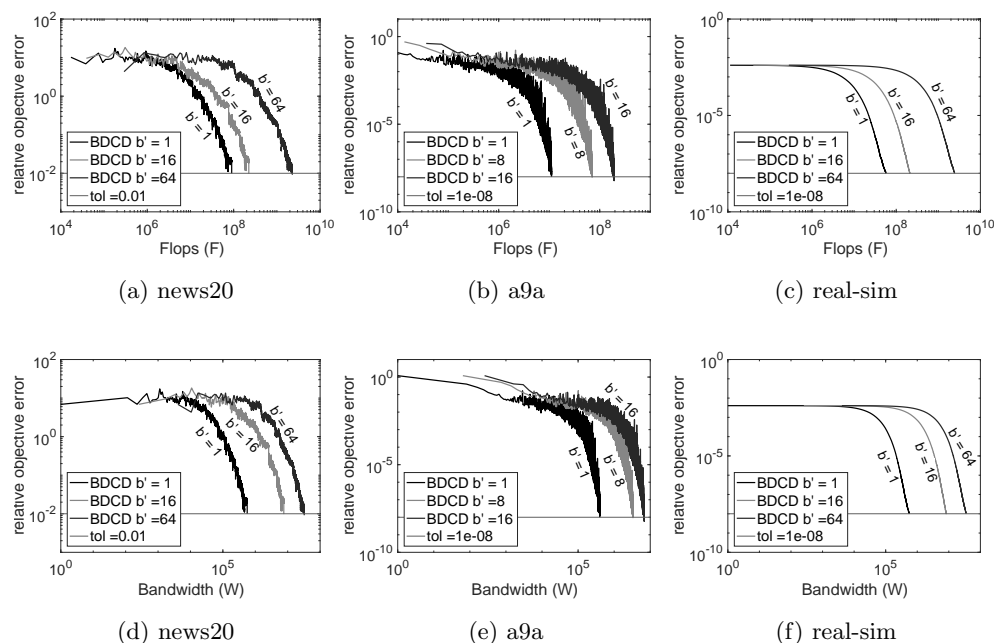 relative objective error
10^2
10^0
10^-2
b' = 1
b' = 16
b' = 64
BDCD b' = 1
BDCD b' =16
BDCD b' =64
tol =0.01
10^4
10^6
10^8
10^10
Flops (F)
(a) news20
relative objective error
10^0
10^-5
10^-10
b' = 1
b' = 8
b' = 16
BDCD b' = 1
BDCD b' =8
BDCD b' =16
tol =1e-08
10^4
10^6
10^8
Flops (F)
(b) a9a
relative objective error
10^0
10^-5
10^-10
b' = 1
b' = 16
b' = 64
BDCD b' = 1
BDCD b' =16
BDCD b' =64
tol =1e-08
10^4
10^6
10^8
10^10
Flops (F)
(c) real-sim
relative objective error
10^2
10^0
10^-2
b' = 1
b' = 16
b' = 64
BDCD b' = 1
BDCD b' =16
BDCD b' =64
tol =0.01
10^0
10^5
Bandwidth (W)
(d) news20
relative objective error
10^0
10^-5
10^-10
b' = 1
b' = 8
b' = 16
BDCD b' = 1
BDCD b' =8
BDCD b' =16
tol =1e-08
10^0
10^5
Bandwidth (W)
(e) a9a
relative objective error
10^0
10^-5
10^-10
b' = 1
b' = 16
b' = 64
BDCD b' = 1
BDCD b' =16
BDCD b' =64
tol =1e-08
10^0
10^5
Bandwidth (W)
(f) real-sim